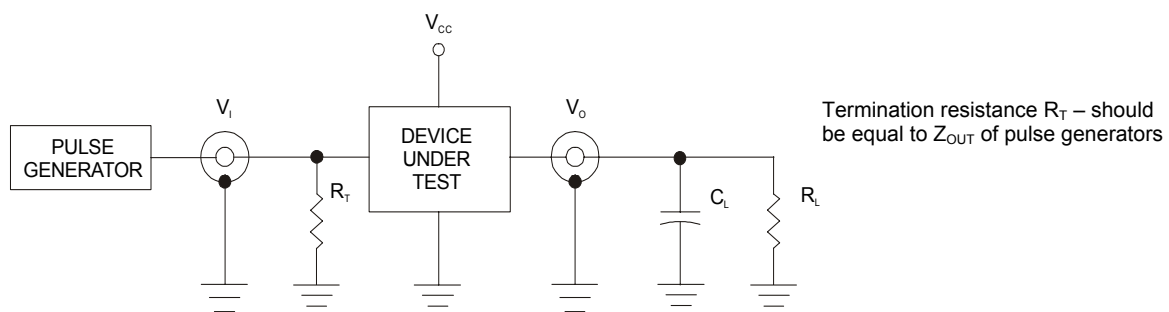 V_CC
V_I
V_O
PULSE
GENERATOR
DEVICE
UNDER
TEST
R_T
C_L
R_L
Termination resistance R_T – should
be equal to Z_OUT of pulse generators